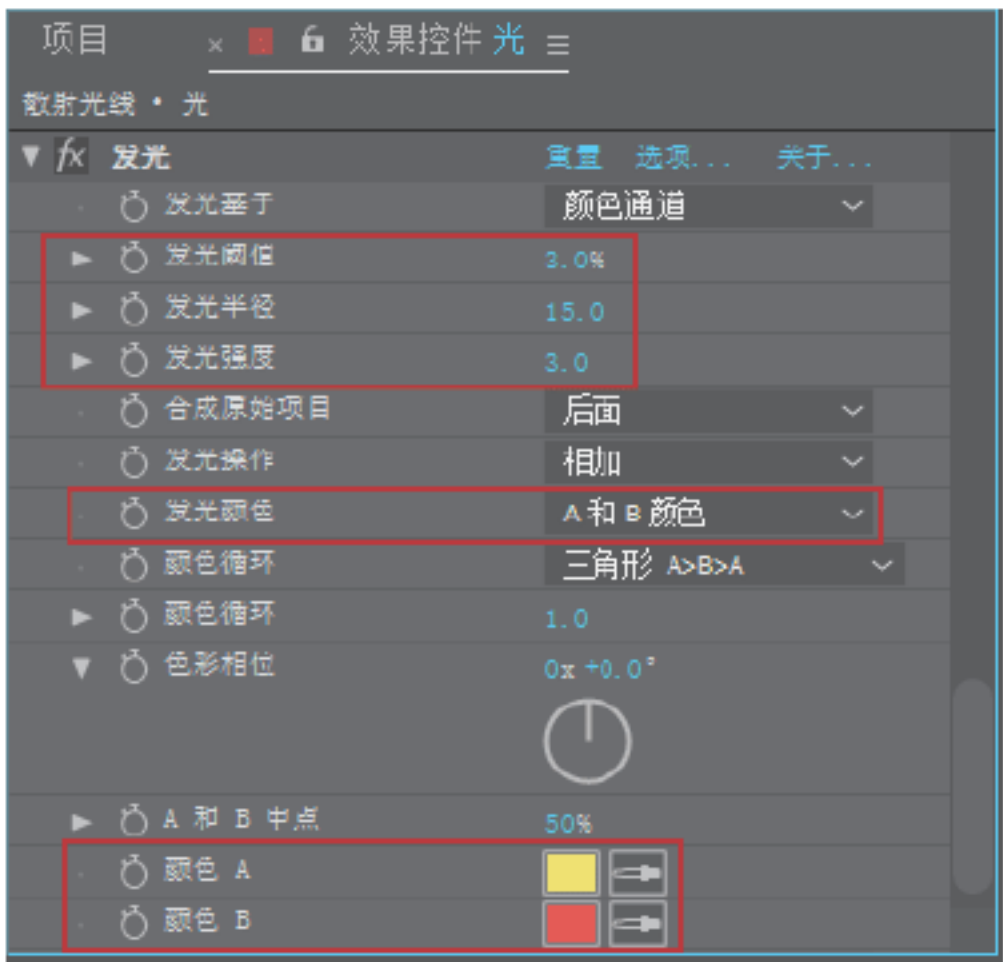 项目 × 效果控件 光 ≡
散射光线 • 光
fx 发光 重置 选项... 关于...
发光基于 颜色通道
发光阈值 3.0%
发光半径 15.0
发光强度 3.0
合成原始项目 后面
发光操作 相加
发光颜色 A 和 B 颜色
颜色循环 三角形 A>B>A
颜色循环 1.0
色彩相位 0x +0.0°
A 和 B 中点 50%
颜色 A
颜色 B